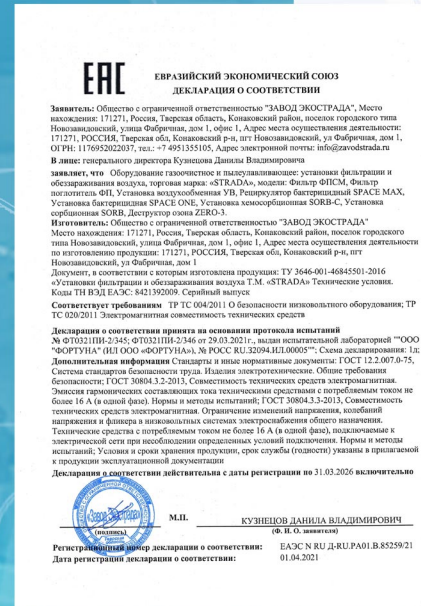 ЕАС
ЕВРАЗИЙСКИЙ ЭКОНОМИЧЕСКИЙ СОЮЗ
ДЕКЛАРАЦИЯ О СООТВЕТСТВИИ
Заявитель: Общество с ограниченной ответственностью "ЗАВОД ЭКОСТРАДА", Место
нахождения: 171271, Россия, Тверская область, Конаковский район, поселок городского типа
Новозавидовский, улица Фабричная, дом 1, офис 1, Адрес места осуществления деятельности:
171271, РОССИЯ, Тверская обл, Конаковский р-н, пгт Новозавидовский, ул Фабричная, дом 1,
ОГРН: 1176952022037, тел.: +7 4951355105, Адрес электронной почты: info@zavodstrada.ru
В лице: генерального директора Кузнецова Данилы Владимировича
заявляет, что Оборудование газоочистное и пылеулавливающее: установки фильтрации и
обеззараживания воздуха, торговая марка: «STRADA», модели: Фильтр ФПСМ, Фильтр
поглотитель ФП, Установка воздухообменная УВ, Рециркулятор бактерицидный SPACE MAX,
Установка бактерицидная SPACE ONE, Установка хемосорбционная SORB-C, Установка
сорбционная SORB, Деструктор озона ZERO-3.
Изготовитель: Общество с ограниченной ответственностью "ЗАВОД ЭКОСТРАДА"
Место нахождения: 171271, Россия, Тверская область, Конаковский район, поселок городского
типа Новозавидовский, улица Фабричная, дом 1, офис 1, Адрес места осуществления деятельности
по изготовлению продукции: 171271, РОССИЯ, Тверская обл, Конаковский р-н, пгт
Новозавидовский, ул Фабричная, дом 1
Документ, в соответствии с которым изготовлена продукция: ТУ 3646-001-46845501-2016
«Установки фильтрации и обеззараживания воздуха Т.М. «STRADA» Технические условия.
Коды ТН ВЭД ЕАЭС: 8421392009. Серийный выпуск
Соответствует требованиям ТР ТС 004/2011 О безопасности низковольтного оборудования; ТР
ТС 020/2011 Электромагнитная совместимость технических средств
Декларация о соответствии принята на основании протокола испытаний
№ ФТ0321ПИ-2/345; ФТ0321ПИ-2/346 от 29.03.2021г., выдан испытательной лабораторией ""ООО
"ФОРТУНА" (ИЛ ООО «ФОРТУНА»), № РОСС RU.32094.ИЛ.00005""; Схема декларирования: 1д;
Дополнительная информация Стандарты и иные нормативные документы: ГОСТ 12.2.007.0-75,
Система стандартов безопасности труда. Изделия электротехнические. Общие требования
безопасности; ГОСТ 30804.3.2-2013, Совместимость технических средств электромагнитная.
Эмиссия гармонических составляющих тока техническими средствами с потребляемым током не
более 16 А (в одной фазе). Нормы и методы испытаний; ГОСТ 30804.3.3-2013, Совместимость
технических средств электромагнитная. Ограничение изменений напряжения, колебаний
напряжения и фликера в низковольтных системах электроснабжения общего назначения.
Технические средства с потребляемым током не более 16 А (в одной фазе), подключаемые к
электрической сети при несоблюдении определенных условий подключения. Нормы и методы
испытаний; Условия и сроки хранения продукции, срок службы (годности) указаны в прилагаемой
к продукции эксплуатационной документации
Декларация о соответствии действительна с даты регистрации по 31.03.2026 включительно
М.П.
КУЗНЕЦОВ ДАНИЛА ВЛАДИМИРОВИЧ
(подпись)
(Ф. И. О. заявителя)
Регистрационный номер декларации о соответствии: ЕАЭС N RU Д-RU.РА01.В.85259/21
Дата регистрации декларации о соответствии: 01.04.2021